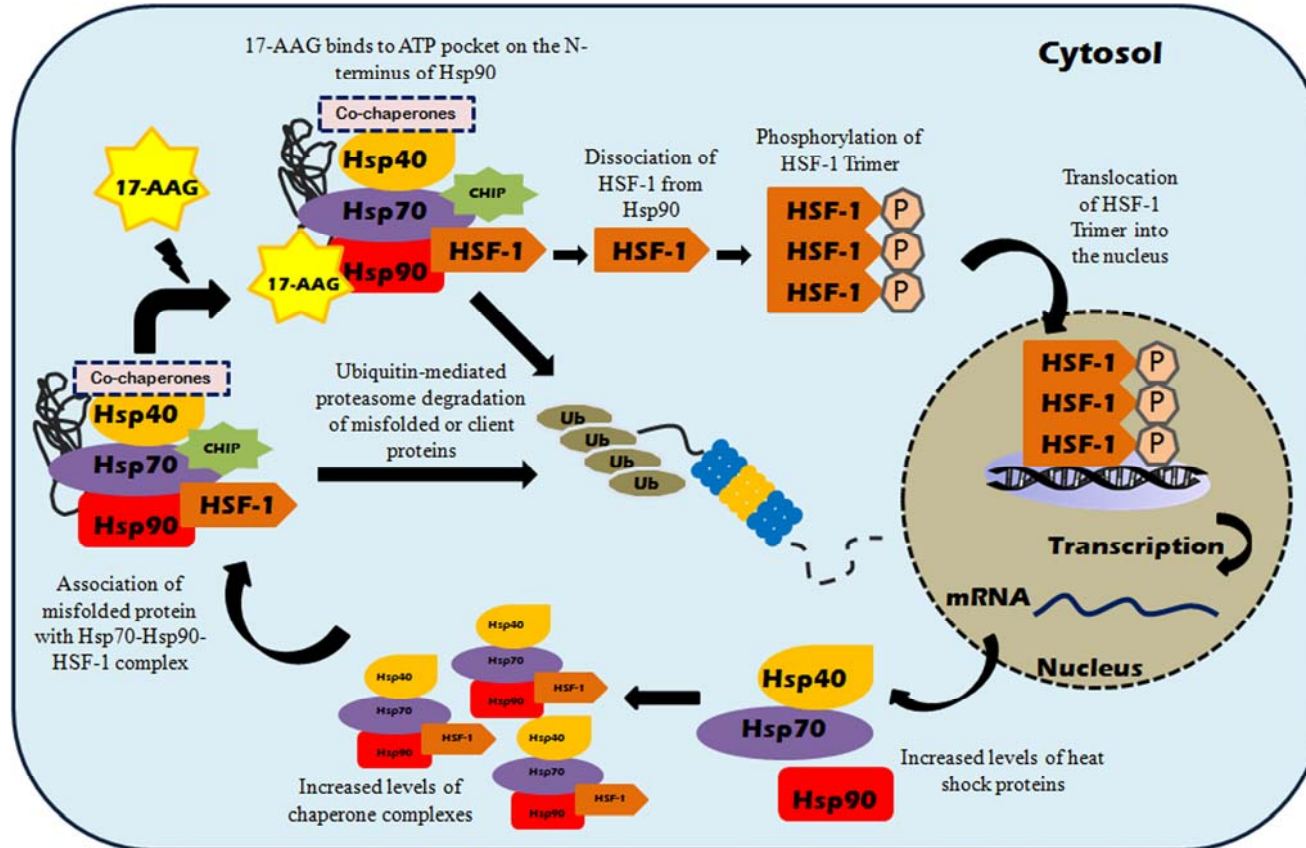 17-AAG binds to ATP pocket on the N-
terminus of Hsp90
Cytosol
Co-chaperones
Hsp40
Hsp70
CHIP
Hsp90
17-AAG
HSF-1
17-AAG
Dissociation of
HSF-1 from
Hsp90
HSF-1
Phosphorylation of
HSF-1 Trimer
HSF-1 P
HSF-1 P
HSF-1 P
Translocation
of HSF-1
Trimer into
the nucleus
Co-chaperones
Hsp40
Hsp70
CHIP
Hsp90
HSF-1
Ubiquitin-mediated
proteasome degradation
of misfolded or client
proteins
Ub
Ub
Ub
Ub
HSF-1 P
HSF-1 P
HSF-1 P
Transcription
mRNA
Nucleus
Association of
misfolded protein
with Hsp70-Hsp90-
HSF-1 complex
Hsp40
Hsp70
Hsp90
HSF-1
Hsp40
Hsp70
Hsp90
HSF-1
Hsp40
Hsp70
Hsp90
HSF-1
Increased levels of
chaperone complexes
Hsp40
Hsp70
Hsp90
Increased levels of heat
shock proteins